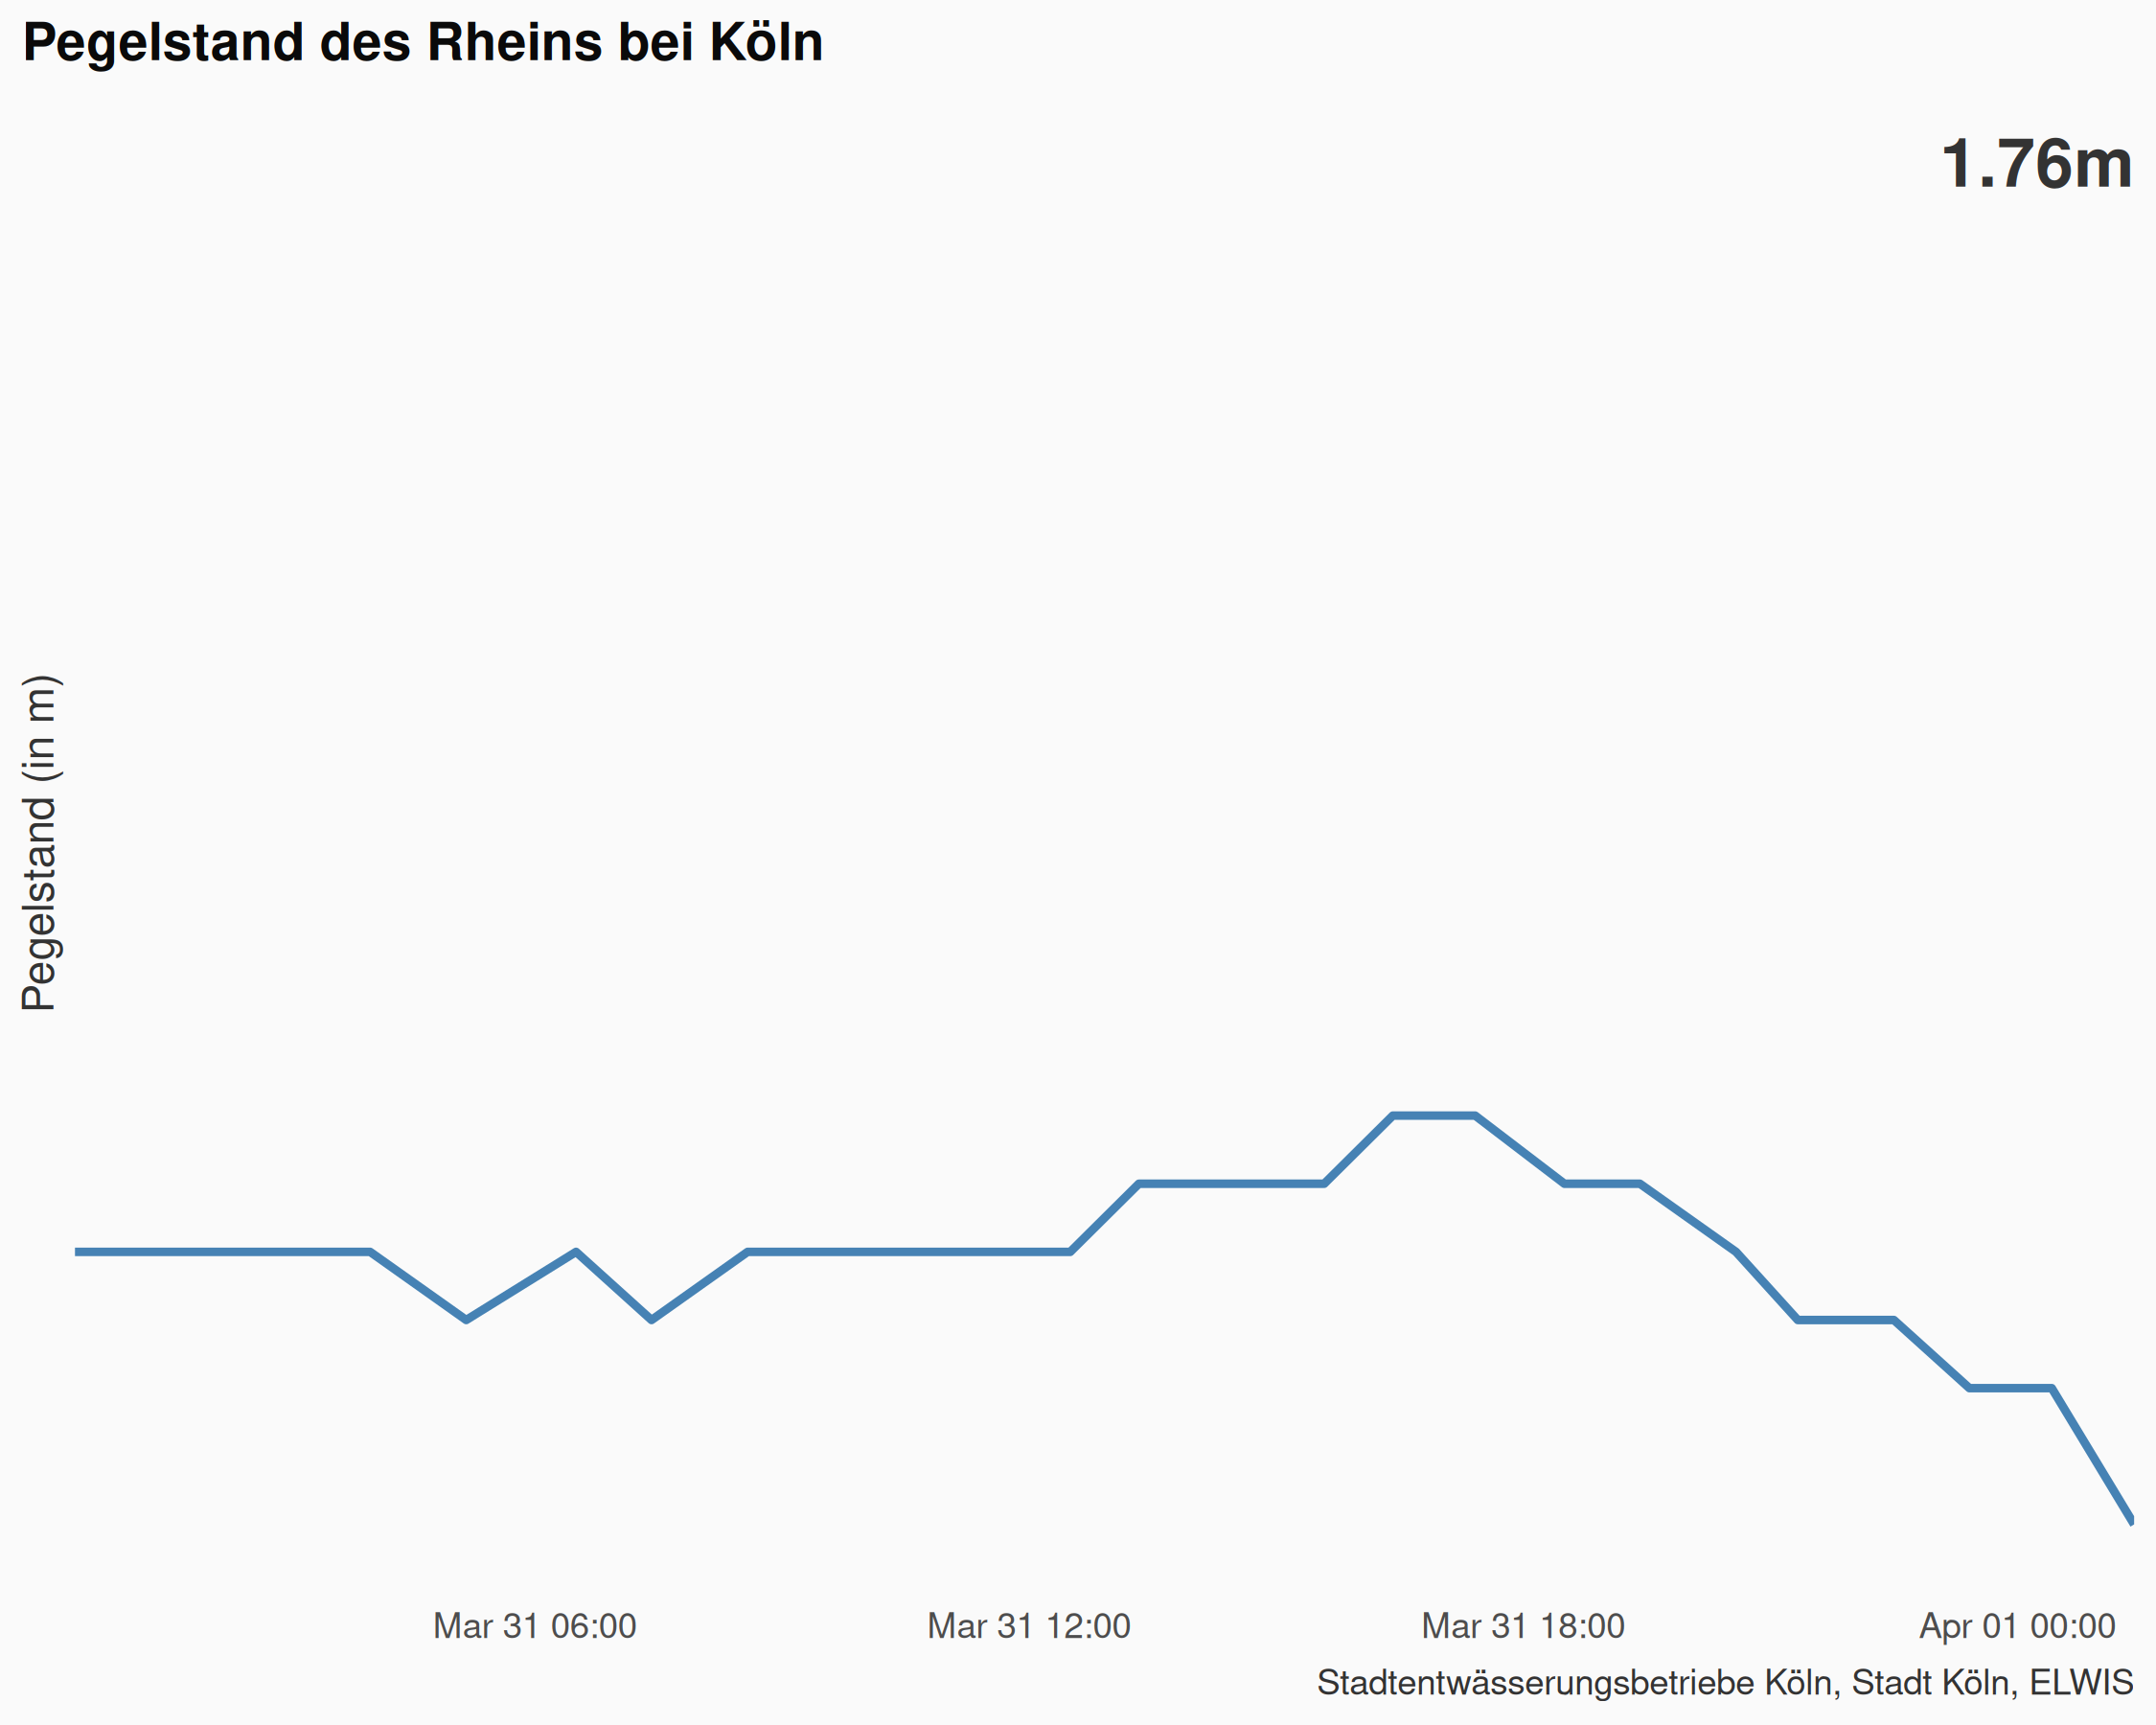 Pegelstand des Rheins bei Köln
1.76m
Pegelstand (in m)
Mar 31 06:00
Mar 31 12:00
Mar 31 18:00
Apr 01 00:00
Stadtentwässerungsbetriebe Köln, Stadt Köln, ELWIS